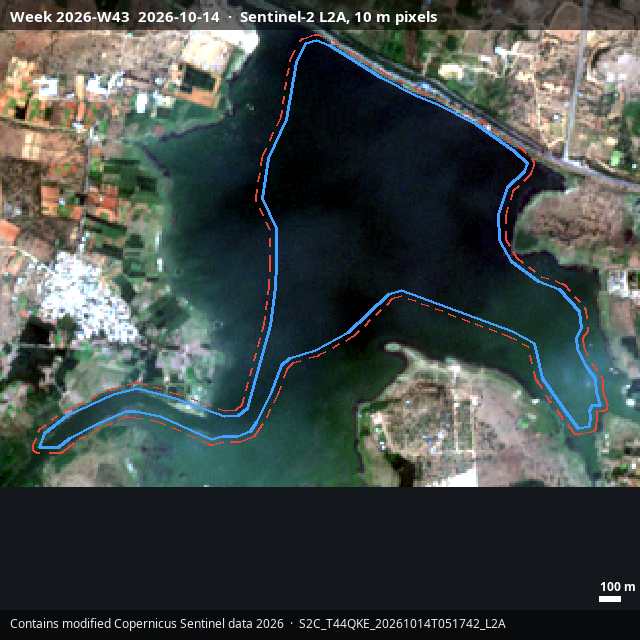 Week 2026-W43  2026-10-14  ·  Sentinel-2 L2A, 10 m pixels
100 m
Contains modified Copernicus Sentinel data 2026  ·  S2C_T44QKE_20261014T051742_L2A